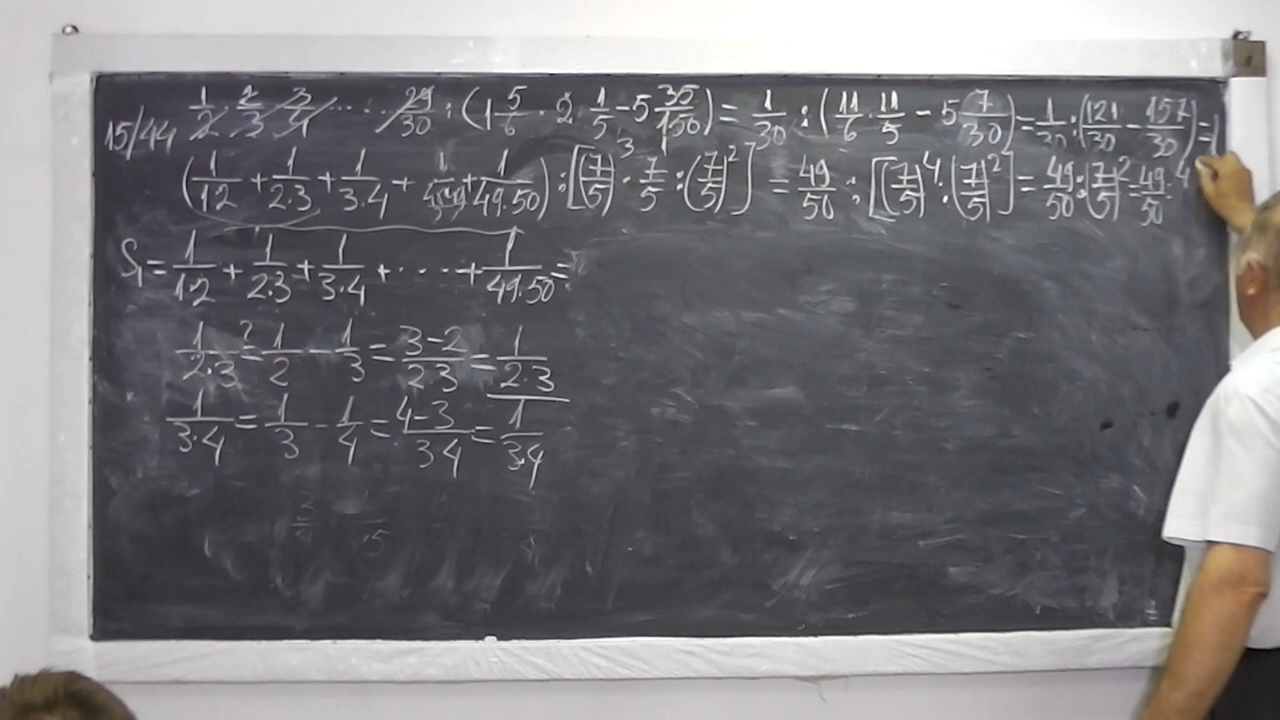 15/44 1/2 · 2/3 · 3/4 · ... · 29/30 : (1 5/6 · 2 · 1/5 - 5 35/150) = 1/30 : (11/6 · 11/5 - 5 7/30) = 1/30 : (121/30 - 157/30) =
(1/1·2 + 1/2·3 + 1/3·4 + ... + 1/49·50) : [(7/5)^3 · 7/5 : (7/5)^2] = 49/50 : [(7/5)^4 : (7/5)^2] = 49/50 : (7/5)^2 = 49/50 ·
S_1 = 1/1·2 + 1/2·3 + 1/3·4 + ..... + 1/49·50 =
1/2·3 ?= 1/2 - 1/3 = 3-2/2·3 = 1/2·3
1/3·4 = 1/3 - 1/4 = 4-3/3 4 = 1/3·4